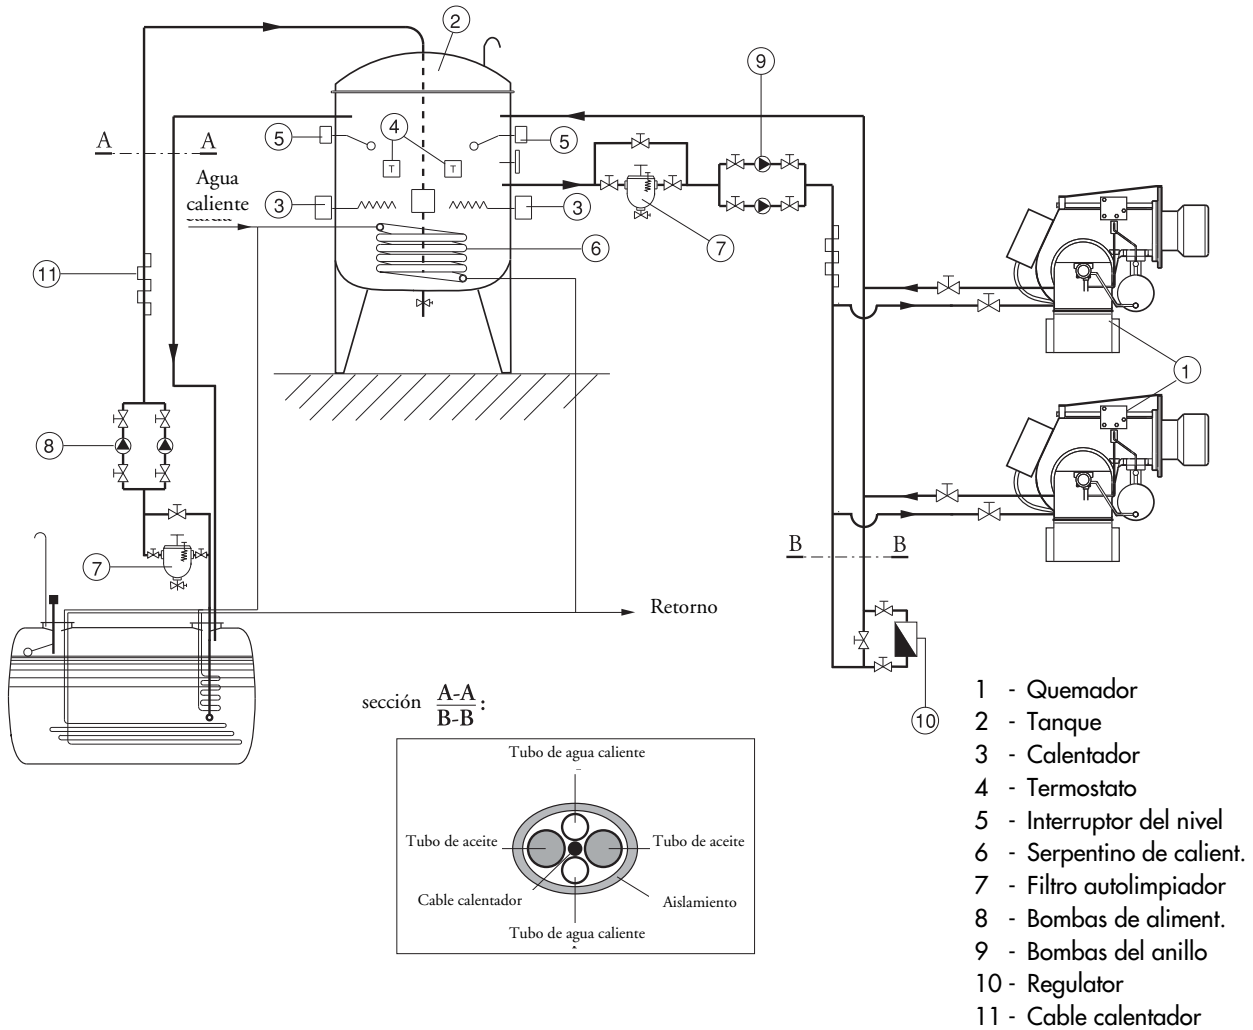 2
9
5
4
5
A A
Agua
caliente
3
3
7
6
11
1
8
7
B B
Retorno
10
sección A-A
B-B :
Tubo de agua caliente
Tubo de aceite
Tubo de aceite
Cable calentador
Aislamiento
Tubo de agua caliente
T
T
1 - Quemador
2 - Tanque
3 - Calentador
4 - Termostato
5 - Interruptor del nivel
6 - Serpentino de calient.
7 - Filtro autolimpiador
8 - Bombas de aliment.
9 - Bombas del anillo
10 - Regulator
11 - Cable calentador